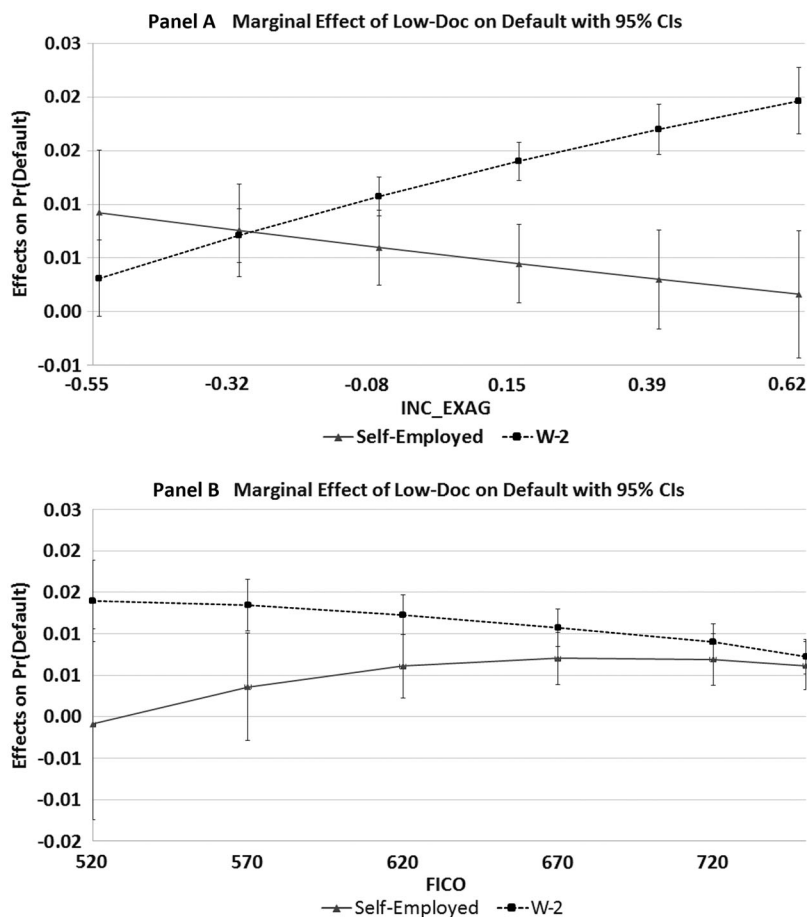 Panel A Marginal Effect of Low-Doc on Default with 95% CIs
Effects on Pr(Default)
0.03
0.02
0.02
0.01
0.01
0.00
-0.01
-0.55 -0.32 -0.08 0.15 0.39 0.62
INC_EXAG
Self-Employed W-2
Panel B Marginal Effect of Low-Doc on Default with 95% CIs
Effects on Pr(Default)
0.03
0.02
0.02
0.01
0.01
0.00
-0.01
-0.01
-0.02
520 570 620 670 720
FICO
Self-Employed W-2